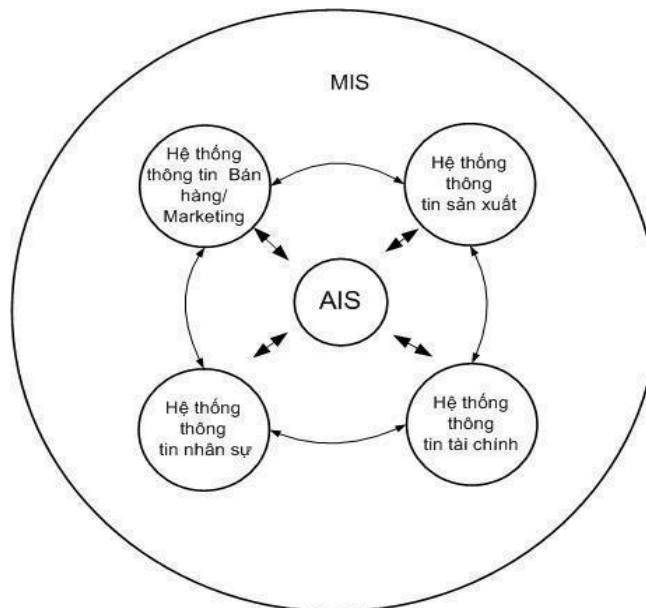 MIS
Hệ thống
thông tin Bán
hàng/
Marketing
Hệ thống
thông
tin sản xuất
AIS
Hệ thống
thông
tin nhân sự
Hệ thống
thông
tin tài chính